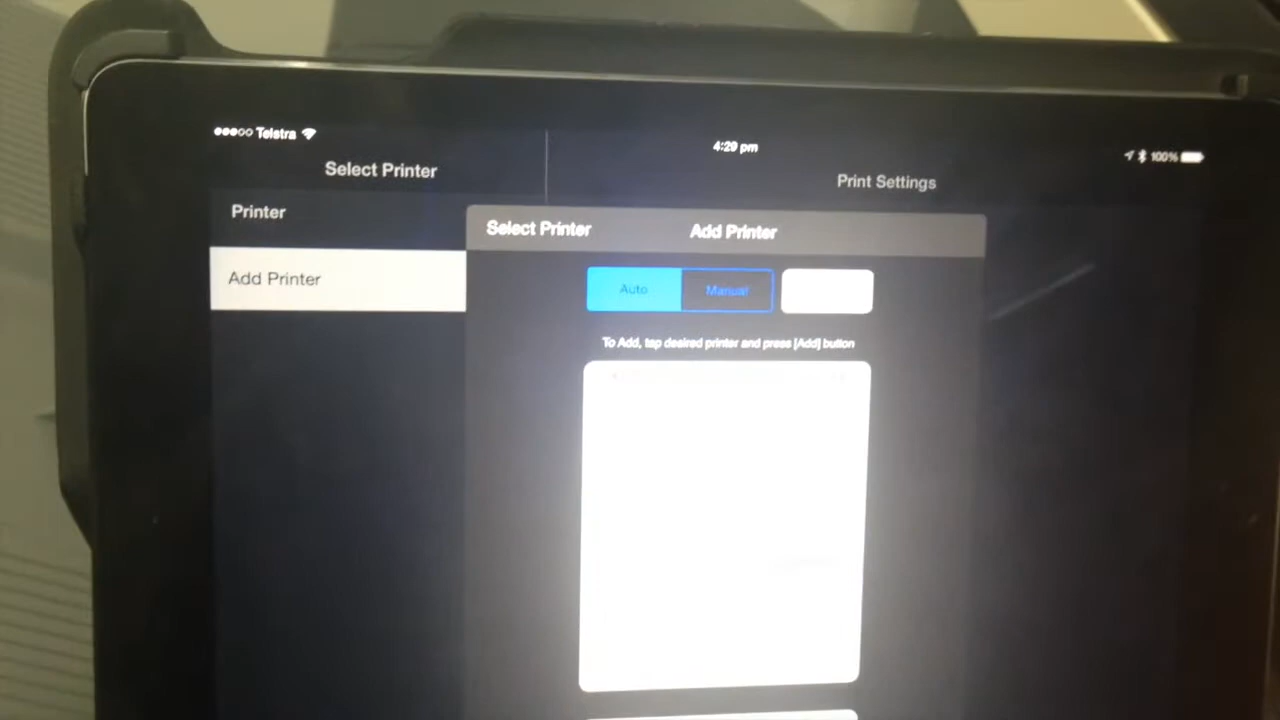 Telstra
4:29 pm
100%
Select Printer
Print Settings
Printer
Select Printer
Add Printer
Add Printer
Auto
Manual
To Add, tap desired printer and press [Add] button